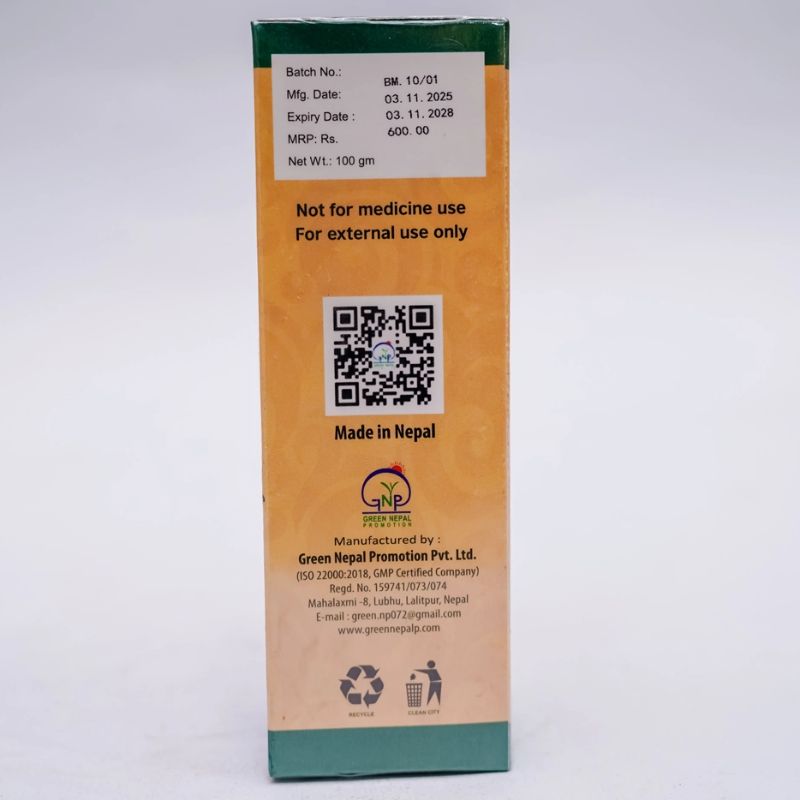 Batch No.: BM. 10/01
Mfg. Date: 03. 11. 2025
Expiry Date : 03. 11. 2028
MRP: Rs. 600. 00
Net Wt.: 100 gm
Not for medicine use
For external use only
Made in Nepal
GNP
GREEN NEPAL
PROMOTION
Manufactured by :
Green Nepal Promotion Pvt. Ltd.
(ISO 22000:2018, GMP Certified Company)
Regd. No. 159741/073/074
Mahalaxmi -8, Lubhu, Lalitpur, Nepal
E-mail : green.np072@gmail.com
www.greennepalp.com
RECYCLE CLEAN CITY